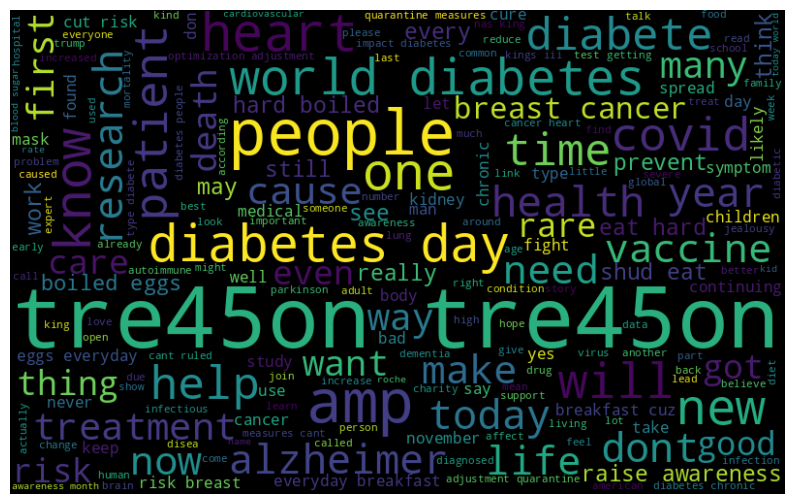 blood sugar
hospital
first
cut risk
kind
everyone
trump
increased
cardiovascular
heart
don
optimization adjustment
please
impact diabetes
quarantine measures
last
every
cure
reduce
common
kings iii
has king
talk
diabete
test getting
many
spread
food
read
school
think
family
today world
week
know
mask
rate
problem
caused
expert
work
research
type diabete
found
used
mortality
patient
death
diabetes people
according
world diabetes
hard boiled
let
day
treat
likely
people
one
much
breast cancer
cancer heart
find
covid
severe
diabetic
time
prevent
symptom
still
cause
number
may
medical
see
kidney
man
chronic
link
type
little
global
health
year
children
jealousy
best
look
important
someone
awareness
around
rare
eat hard
early
already
call
care
autoimmune
might
diabetes day
lung
age
fight
need
vaccine
boiled eggs
well
even
really
right
condition
story
shud eat
better
kid
continuing
king
open
love
parkinson
adult
body
high
hope
data
tre45on tre45on
eggs everyday
cant ruled
way
bad
dementia
give
yes
virus
another
part
back
believe
diet
thing
due
show
study
want
join
increase
roche
make
drug
say
mean
got
lead
never
help
use
charity
support
will
actually
infectious
learn
amp
person
called
today
living
lot
breakfast cuz
new
treatment
cancer
november
affect
take
feel
diagnosed
dont
good
infection
change
disea
measures cant
name
keep
now
come
alzheimer
life
american
risk
human
awareness month
brain
risk breast
everyday breakfast
adjustment quarantine
raise awareness
diabetes chronic